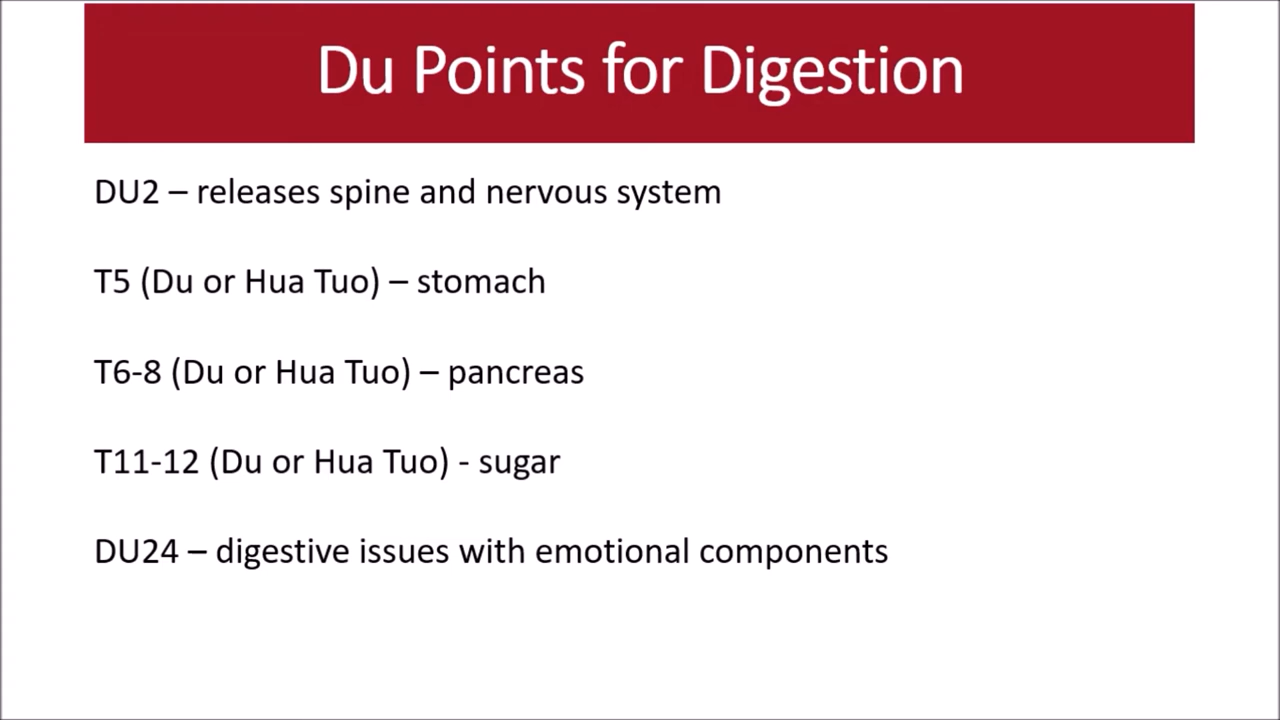 Du Points for Digestion
DU2 – releases spine and nervous system
T5 (Du or Hua Tuo) – stomach
T6-8 (Du or Hua Tuo) – pancreas
T11-12 (Du or Hua Tuo) - sugar
DU24 – digestive issues with emotional components